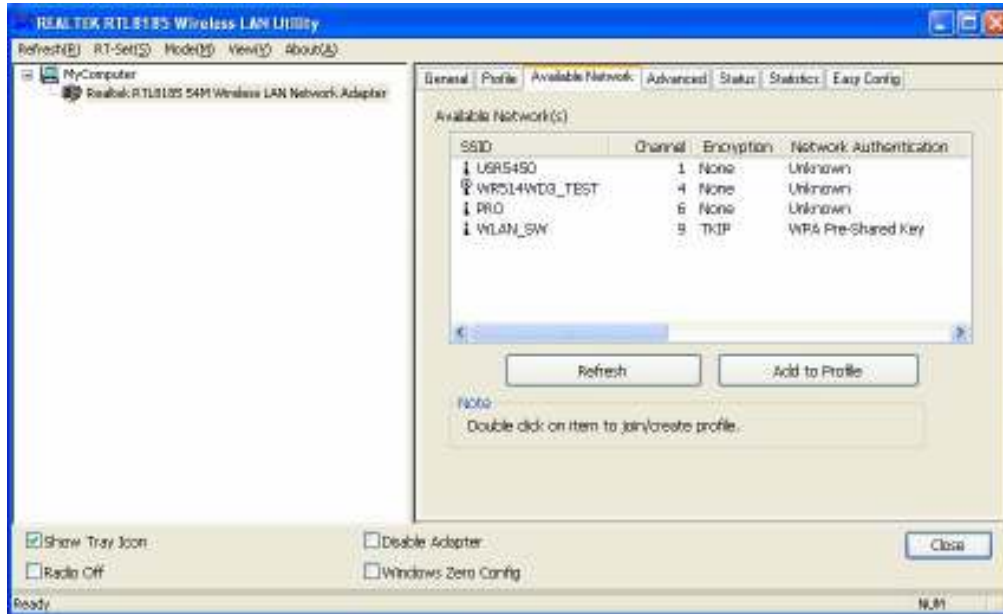 REALTEK RTL8185 Wireless LAN Utility
Refresh(R) RT-Set(S) Mode(M) View(V) About(A)
MyComputer
Realtek RTL8185 54M Wireless LAN Network Adapter
General Profile Available Network Advanced Status Statistics Easy Config
Available Network(s)
SSID Channel Encryption Network Authentication
USR5450 1 None Unknown
WR514WD3_TEST 4 None Unknown
PRO 6 None Unknown
WLAN_SW 9 TKIP WPA Pre-Shared Key
Refresh Add to Profile
Note
Double click on item to join/create profile.
Show Tray Icon Disable Adapter Close
Radio Off Windows Zero Config
Ready NUM